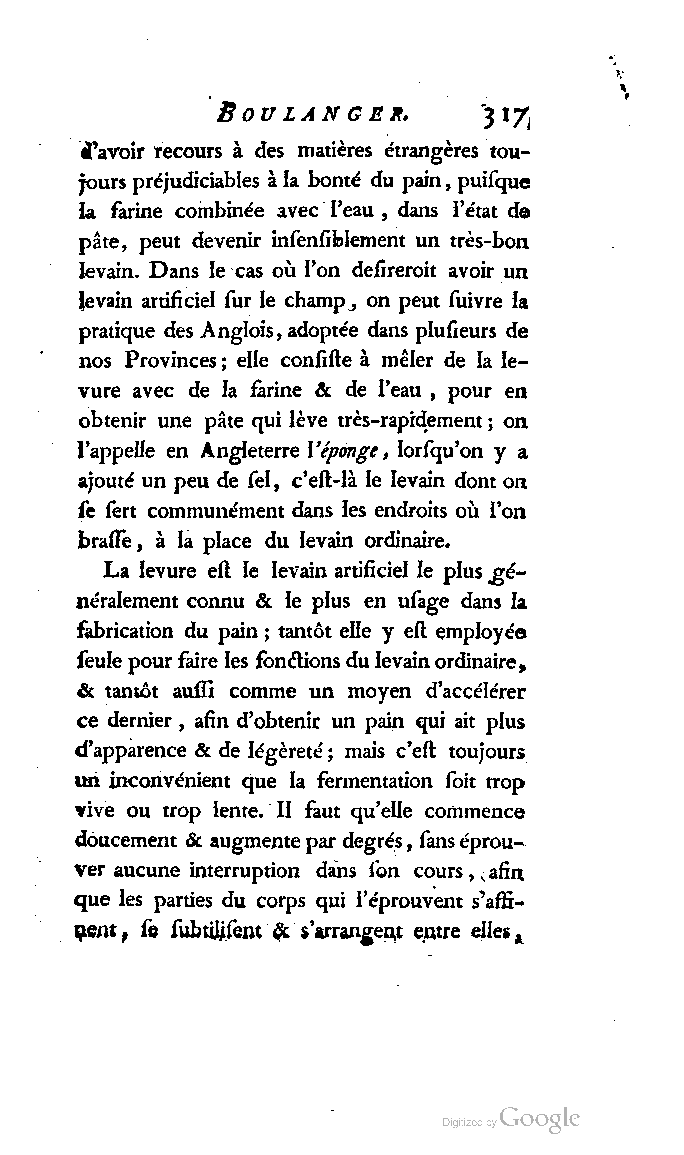 BOULANGER. 317
d'avoir recours à des matières étrangères tou-
jours préjudiciables à la bonté du pain, puiſque
la farine combinée avec l'eau, dans l'état de
pâte, peut devenir inſenſiblement un très-bon
levain. Dans le cas où l'on deſireroit avoir un
levain artificiel ſur le champ, on peut ſuivre la
pratique des Anglois, adoptée dans pluſieurs de
nos Provinces; elle conſiſte à mêler de la le-
vure avec de la farine & de l'eau, pour en
obtenir une pâte qui lève très-rapidement; on
l'appelle en Angleterre l'éponge, lorſqu'on y a
ajouté un peu de ſel, c'eſt-là le levain dont on
ſe ſert communément dans les endroits où l'on
braſſe, à la place du levain ordinaire.
La levure eſt le levain artificiel le plus gé-
néralement connu & le plus en uſage dans la
fabrication du pain; tantôt elle y eſt employée
ſeule pour faire les fonctions du levain ordinaire,
& tantôt auſſi comme un moyen d'accélérer
ce dernier, afin d'obtenir un pain qui ait plus
d'apparence & de légèreté; mais c'eſt toujours
un inconvénient que la fermentation ſoit trop
vive ou trop lente. Il faut qu'elle commence
doucement & augmente par degrés, ſans éprou-
ver aucune interruption dans ſon cours, afin
que les parties du corps qui l'éprouvent s'affi-
nent, ſe ſubtiliſent & s'arrangent entre elles,
Digitized by Google